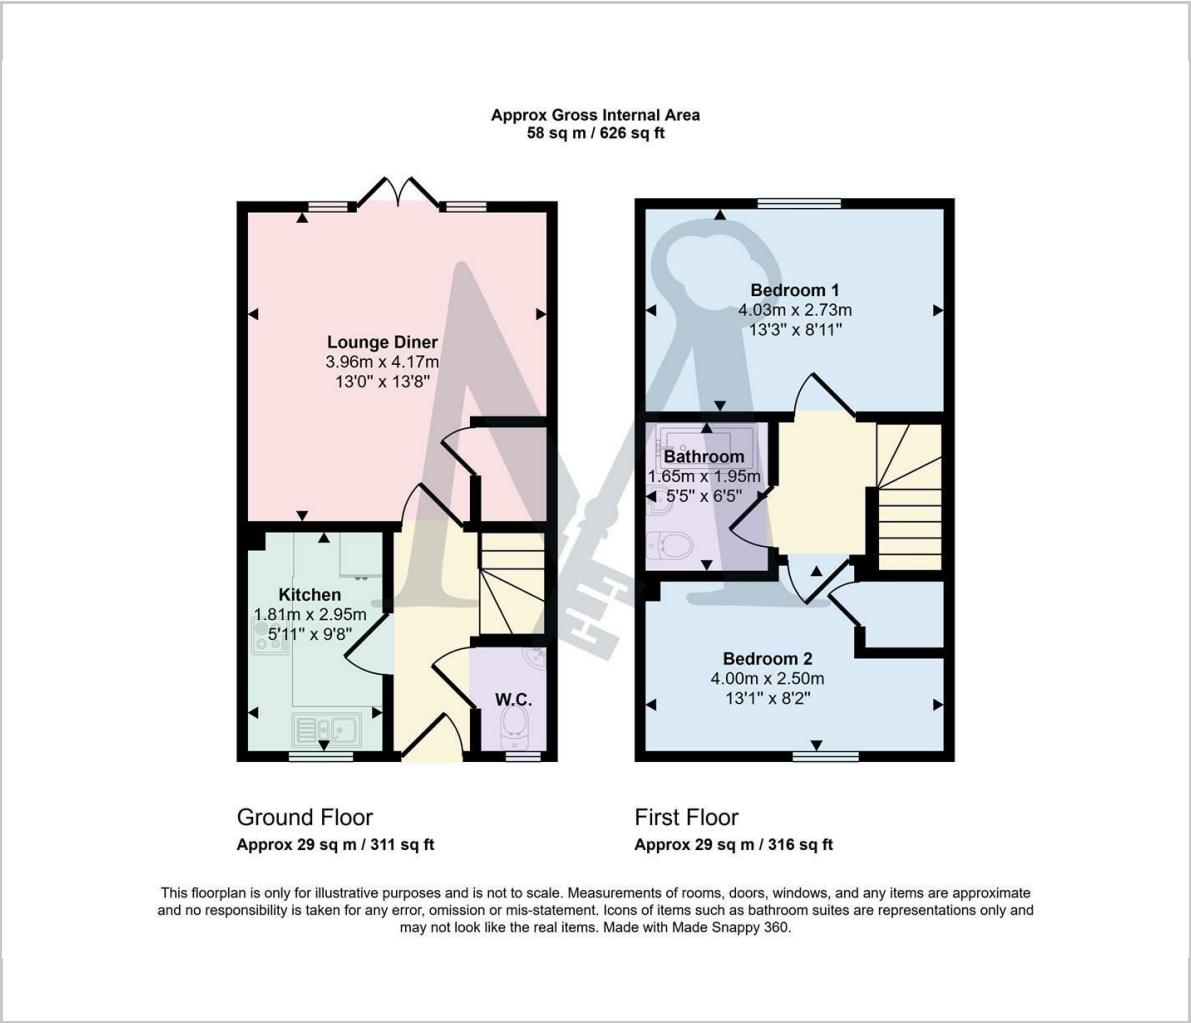 Approx Gross Internal Area
58 sq m / 626 sq ft
Lounge Diner
3.96m x 4.17m
13'0" x 13'8"
Kitchen
1.81m x 2.95m
5'11" x 9'8"
W.C.
Bedroom 1
4.03m x 2.73m
13'3" x 8'11"
Bathroom
1.65m x 1.95m
5'5" x 6'5"
Bedroom 2
4.00m x 2.50m
13'1" x 8'2"
Ground Floor
Approx 29 sq m / 311 sq ft
First Floor
Approx 29 sq m / 316 sq ft
This floorplan is only for illustrative purposes and is not to scale. Measurements of rooms, doors, windows, and any items are approximate
and no responsibility is taken for any error, omission or mis-statement. Icons of items such as bathroom suites are representations only and
may not look like the real items. Made with Made Snappy 360.